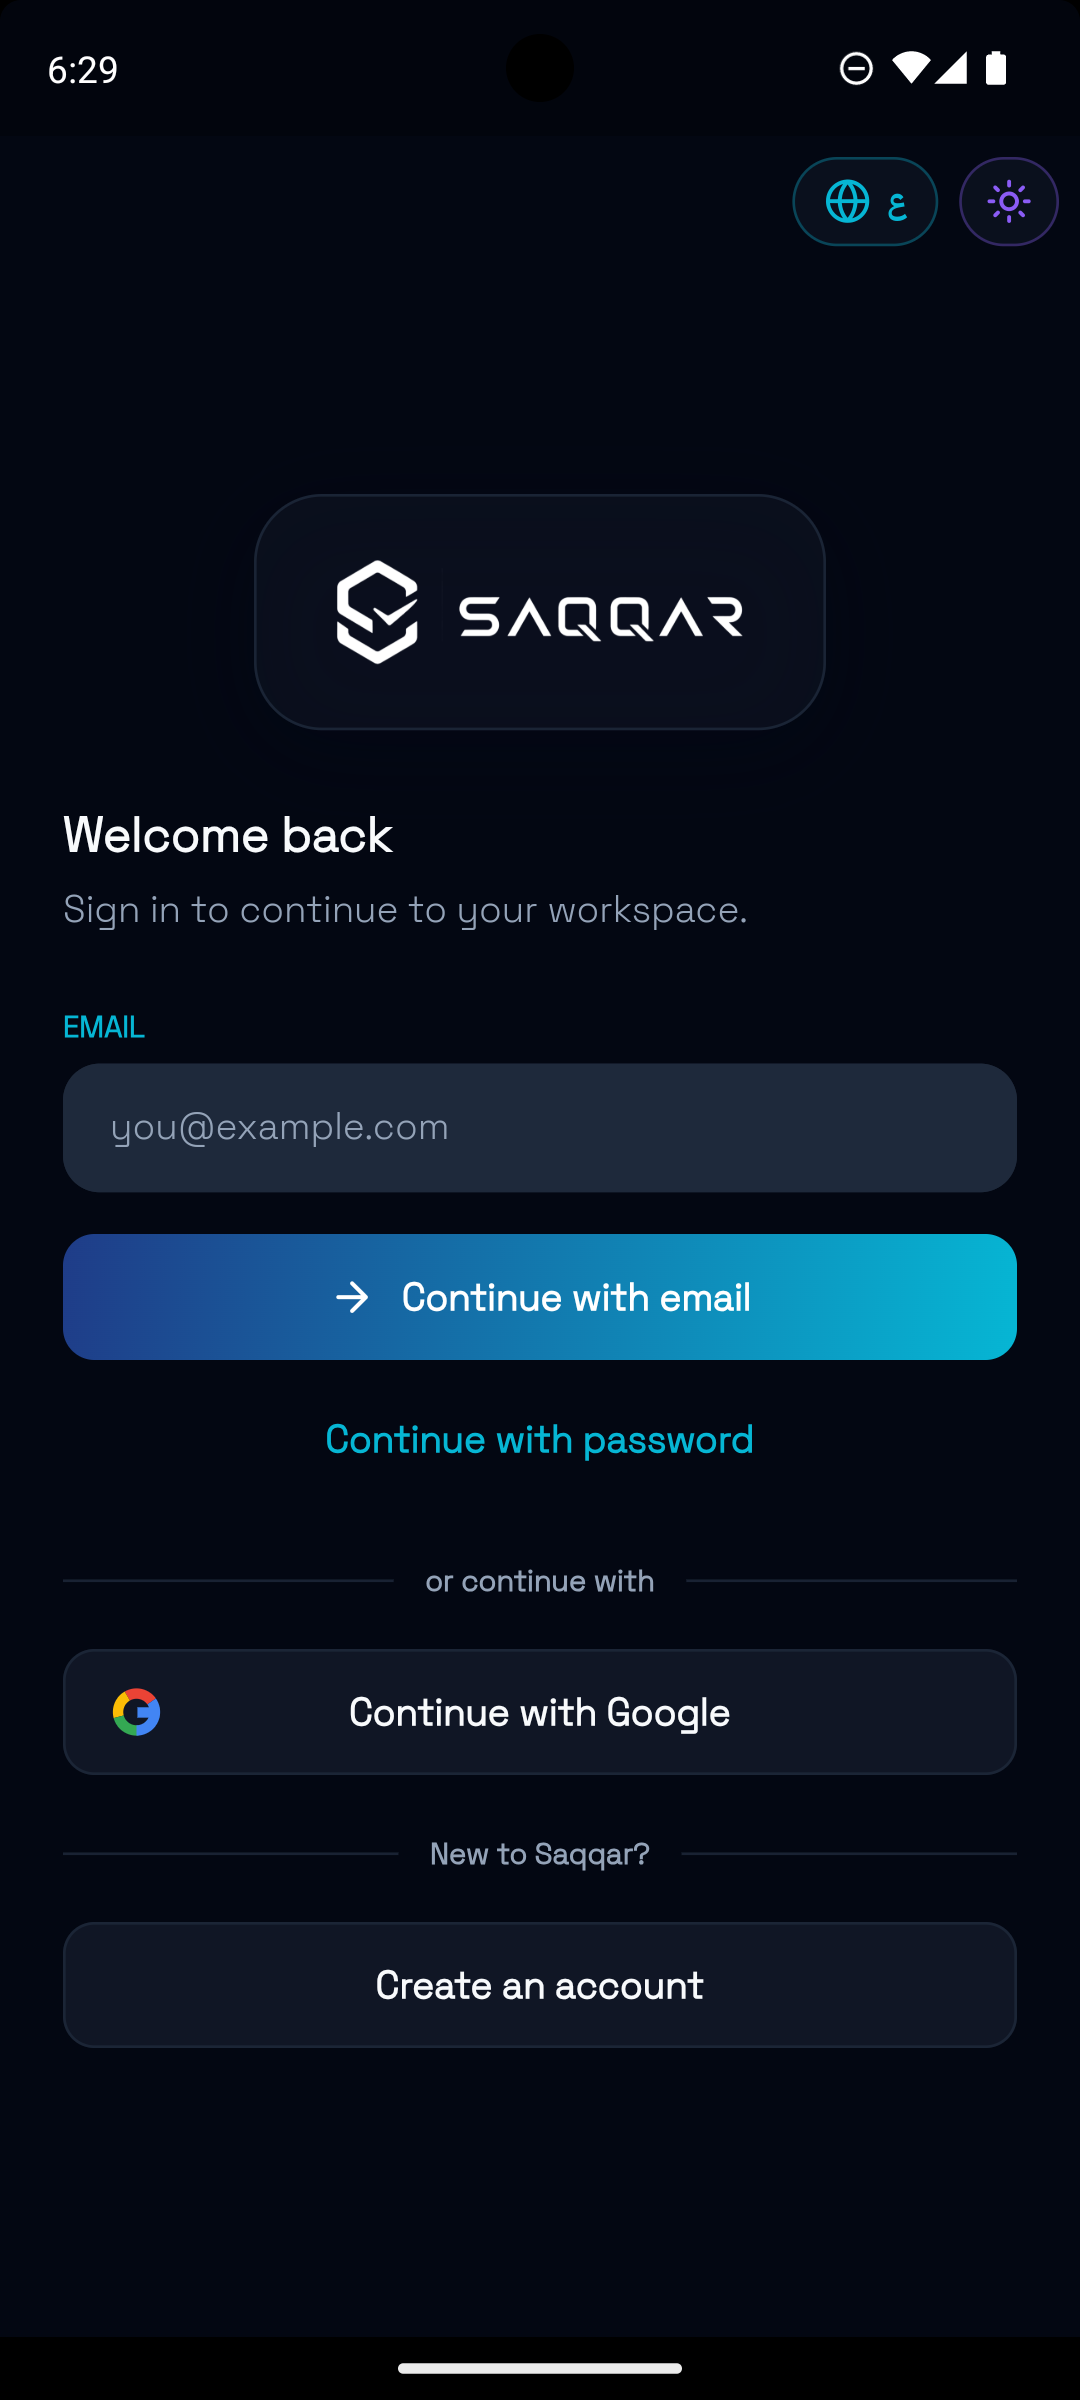 6:29
ع
SAQQAR
Welcome back
Sign in to continue to your workspace.
EMAIL
you@example.com
Continue with email
Continue with password
or continue with
Continue with Google
New to Saqqar?
Create an account